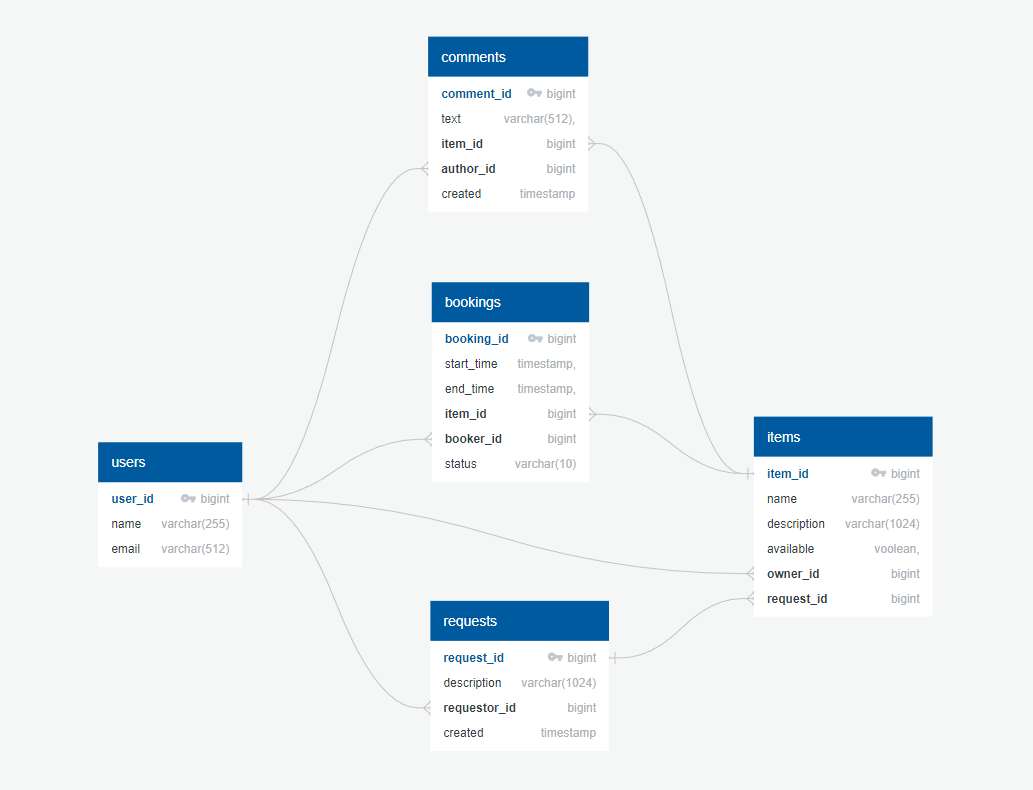 comments
comment_id bigint
text varchar(512),
item_id bigint
author_id bigint
created timestamp
bookings
booking_id bigint
start_time timestamp,
end_time timestamp,
item_id bigint
booker_id bigint
status varchar(10)
users
user_id bigint
name varchar(255)
email varchar(512)
items
item_id bigint
name varchar(255)
description varchar(1024)
available voolean,
owner_id bigint
request_id bigint
requests
request_id bigint
description varchar(1024)
requestor_id bigint
created timestamp